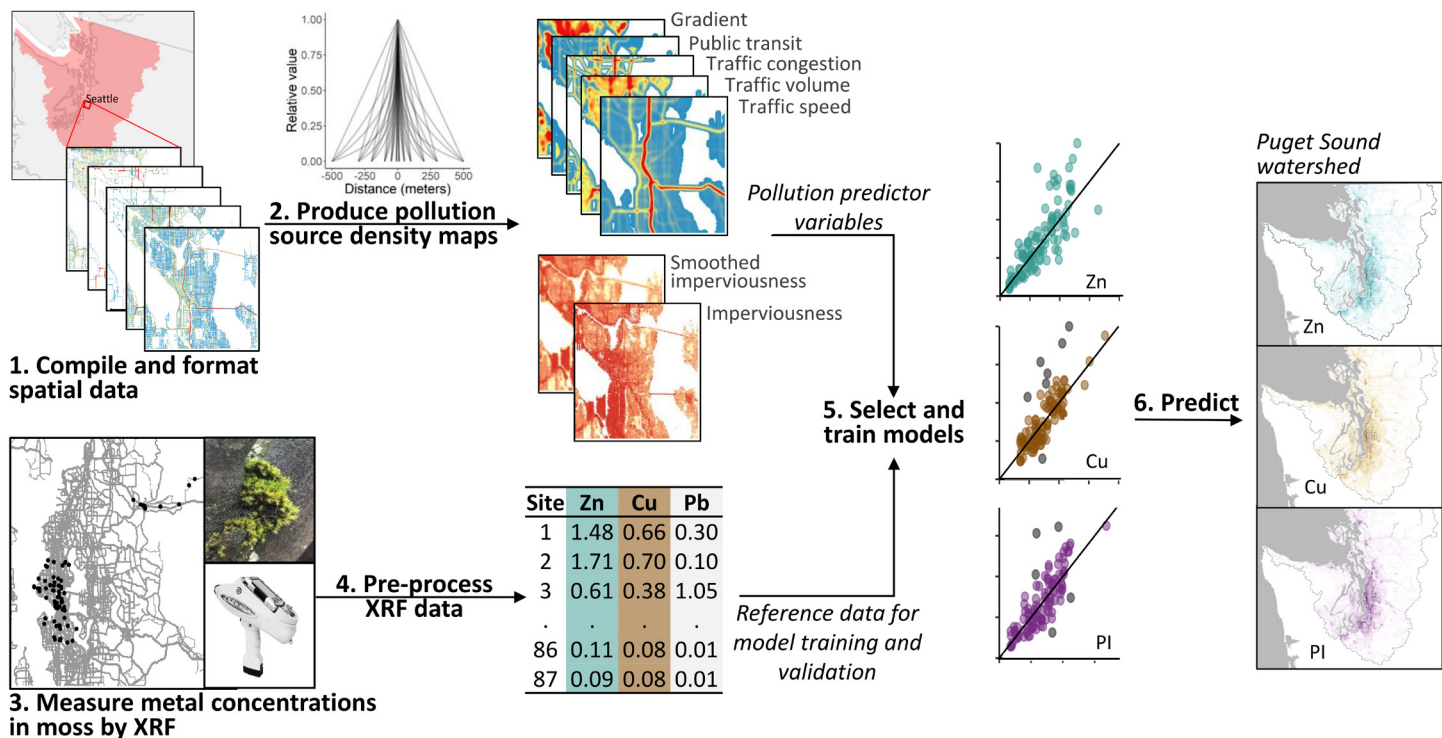 Seattle
1.00
0.75
0.50
0.25
0.00
Relative value
-500 -250 0 250 500
Distance (meters)
Gradient
Public transit
Traffic congestion
Traffic volume
Traffic speed
2. Produce pollution
source density maps
Pollution predictor
variables
Smoothed
imperviousness
Imperviousness
1. Compile and format
spatial data
3. Measure metal concentrations
in moss by XRF
4. Pre-process
XRF data
Site Zn Cu Pb
1 1.48 0.66 0.30
2 1.71 0.70 0.10
3 0.61 0.38 1.05
. . . .
86 0.11 0.08 0.01
87 0.09 0.08 0.01
Reference data for
model training and
validation
5. Select and
train models
Zn
Cu
PI
6. Predict
Puget Sound
watershed
Zn
Cu
PI